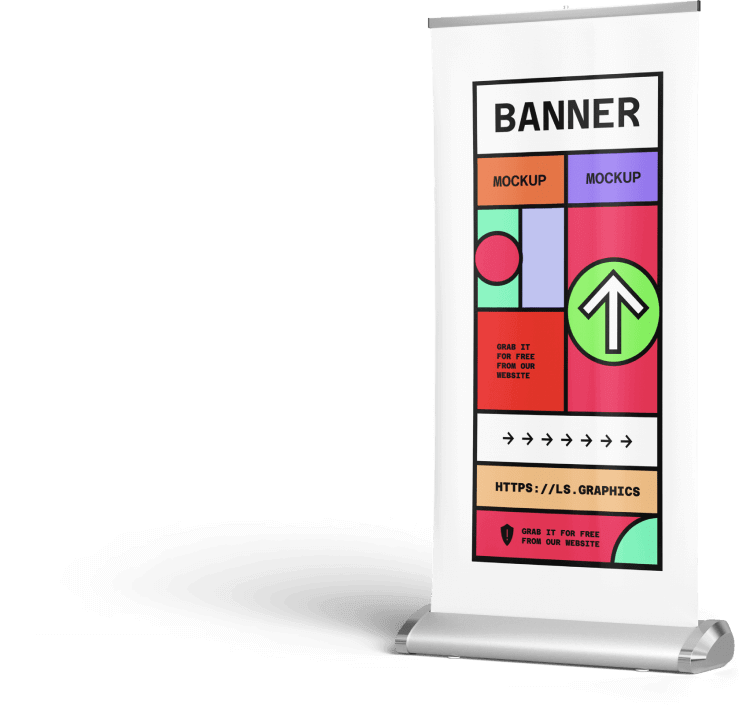 BANNER
MOCKUP
MOCKUP
GRAB IT
FOR FREE
FROM OUR
WEBSITE
HTTPS://LS.GRAPHICS
GRAB IT FOR FREE
FROM OUR WEBSITE